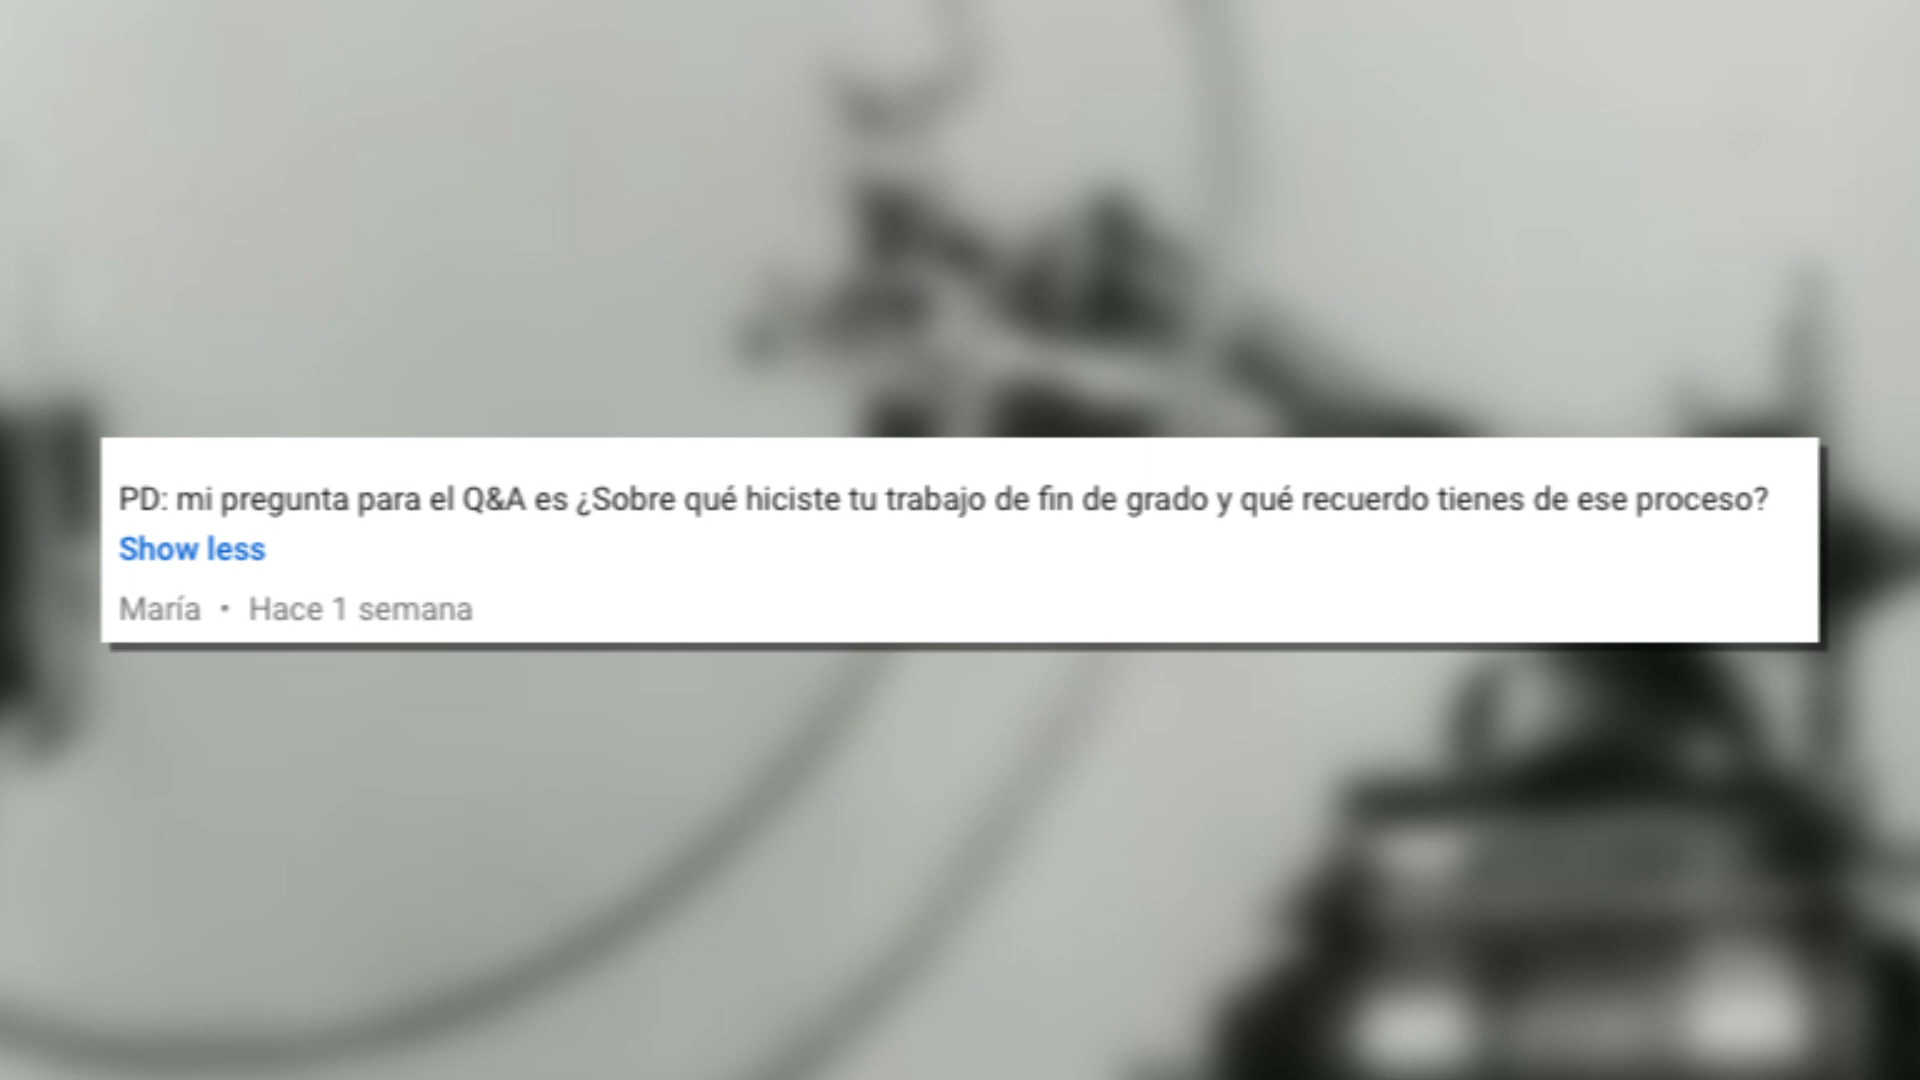 PD: mi pregunta para el Q&A es ¿Sobre qué hiciste tu trabajo de fin de grado y qué recuerdo tienes de ese proceso?
Show less
María • Hace 1 semana